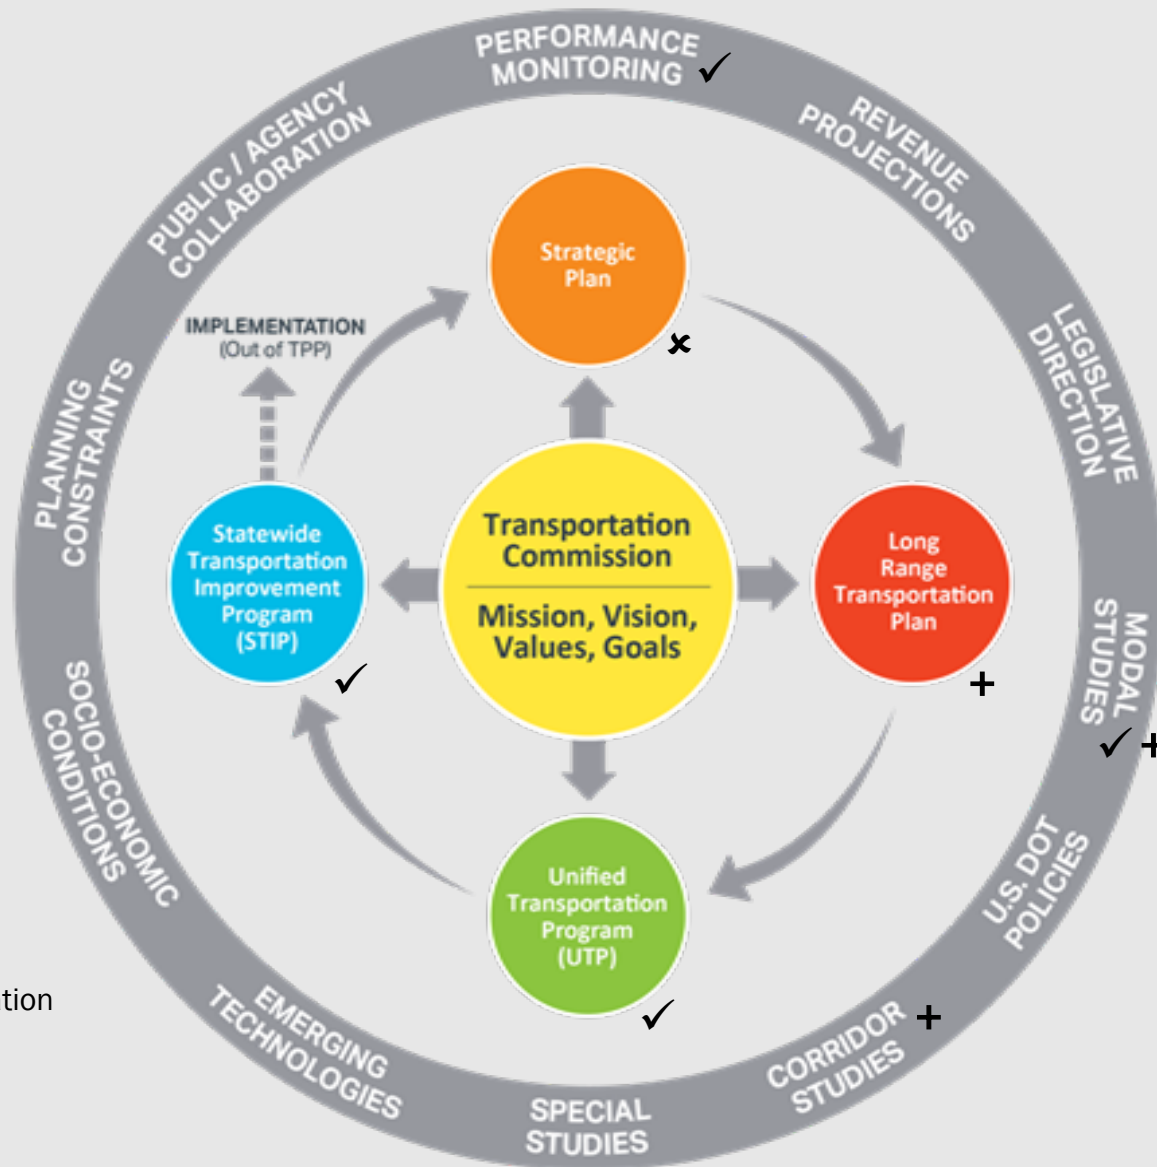 PERFORMANCE
MONITORING ✓
REVENUE
PROJECTIONS
LEGISLATIVE
DIRECTION
MODAL
STUDIES
✓ +
U.S. DOT
POLICIES
CORRIDOR +
STUDIES
SPECIAL
STUDIES
EMERGING
TECHNOLOGIES
SOCIO-ECONOMIC
CONDITIONS
PLANNING
CONSTRAINTS
PUBLIC / AGENCY
COLLABORATION
Strategic
Plan
×
IMPLEMENTATION
(Out of TPP)
Transportation
Commission
Mission, Vision,
Values, Goals
Long
Range
Transportation
Plan
+
Unified
Transportation
Program
(UTP)
✓
Statewide
Transportation
Improvement
Program
(STIP)
✓